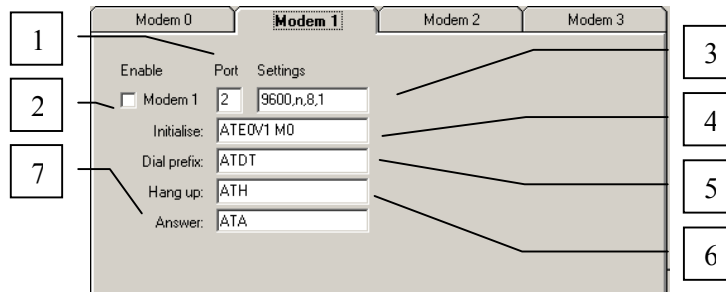 Modem 0 Modem 1 Modem 2 Modem 3
1
3
Enable Port Settings
2
Modem 1 2 9600,n,8,1
4
Initialise: ATE0V1 M0
Dial prefix: ATDT
7
5
Hang up: ATH
Answer: ATA
6